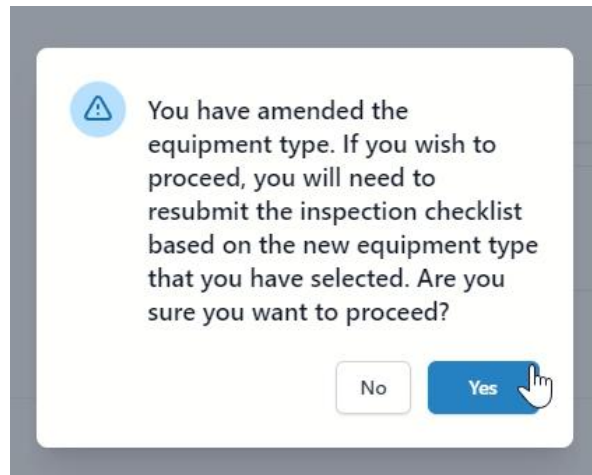 You have amended the
equipment type. If you wish to
proceed, you will need to
resubmit the inspection checklist
based on the new equipment type
that you have selected. Are you
sure you want to proceed?
No
Yes